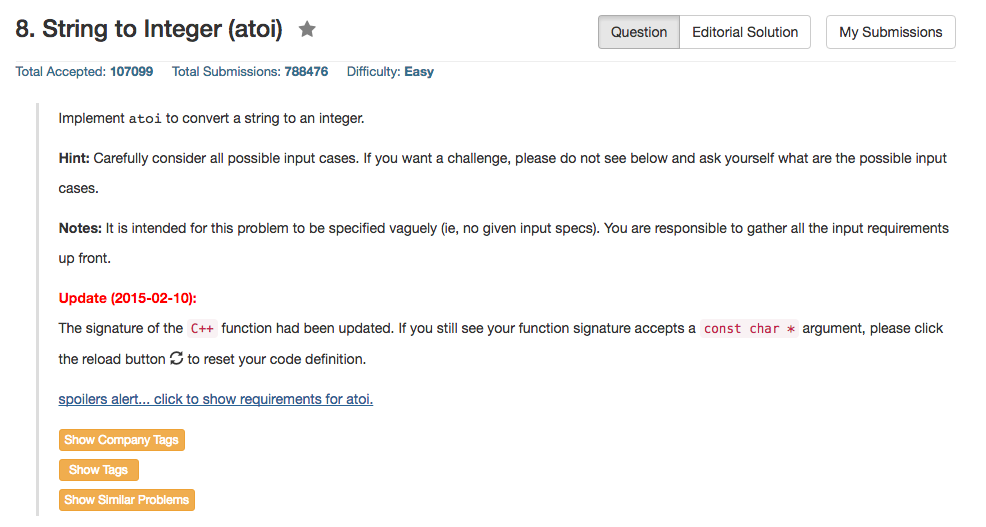 8. String to Integer (atoi)
Question
Editorial Solution
My Submissions
Total Accepted: 107099 Total Submissions: 788476 Difficulty: Easy
Implement atoi to convert a string to an integer.
Hint: Carefully consider all possible input cases. If you want a challenge, please do not see below and ask yourself what are the possible input
cases.
Notes: It is intended for this problem to be specified vaguely (ie, no given input specs). You are responsible to gather all the input requirements
up front.
Update (2015-02-10):
The signature of the C++ function had been updated. If you still see your function signature accepts a const char * argument, please click
the reload button to reset your code definition.
spoilers alert... click to show requirements for atoi.
Show Company Tags
Show Tags
Show Similar Problems